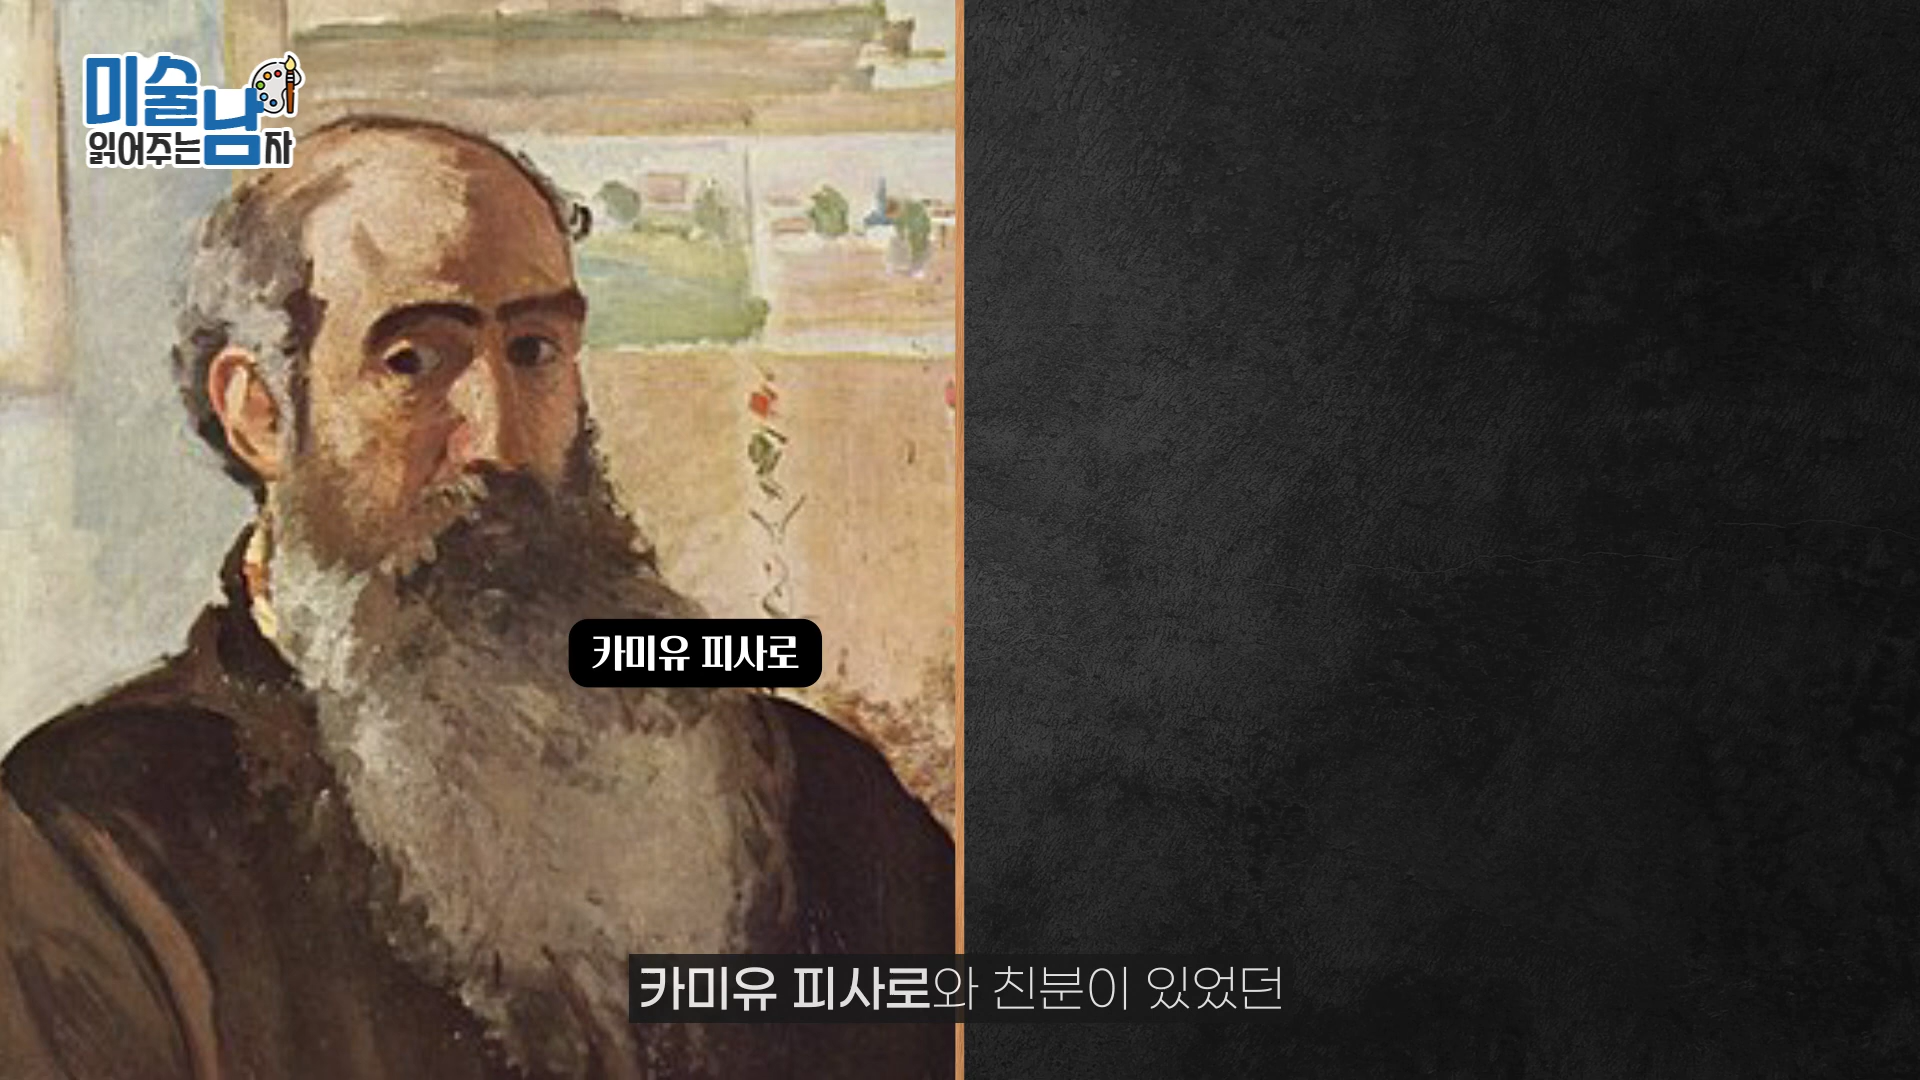 미술
읽어주는 남자
카미유 피사로
카미유 피사로와 친분이 있었던